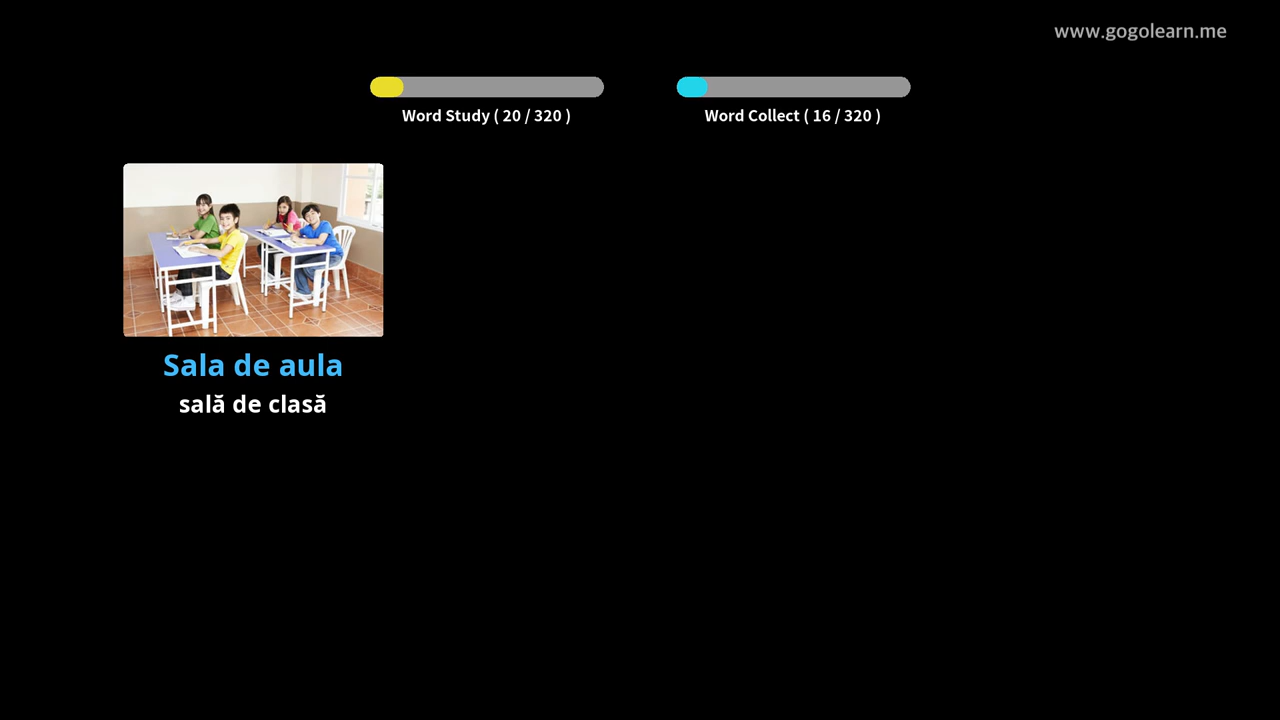 www.gogolearn.me
Word Study ( 20 / 320 )
Word Collect ( 16 / 320 )
Sala de aula
sală de clasă